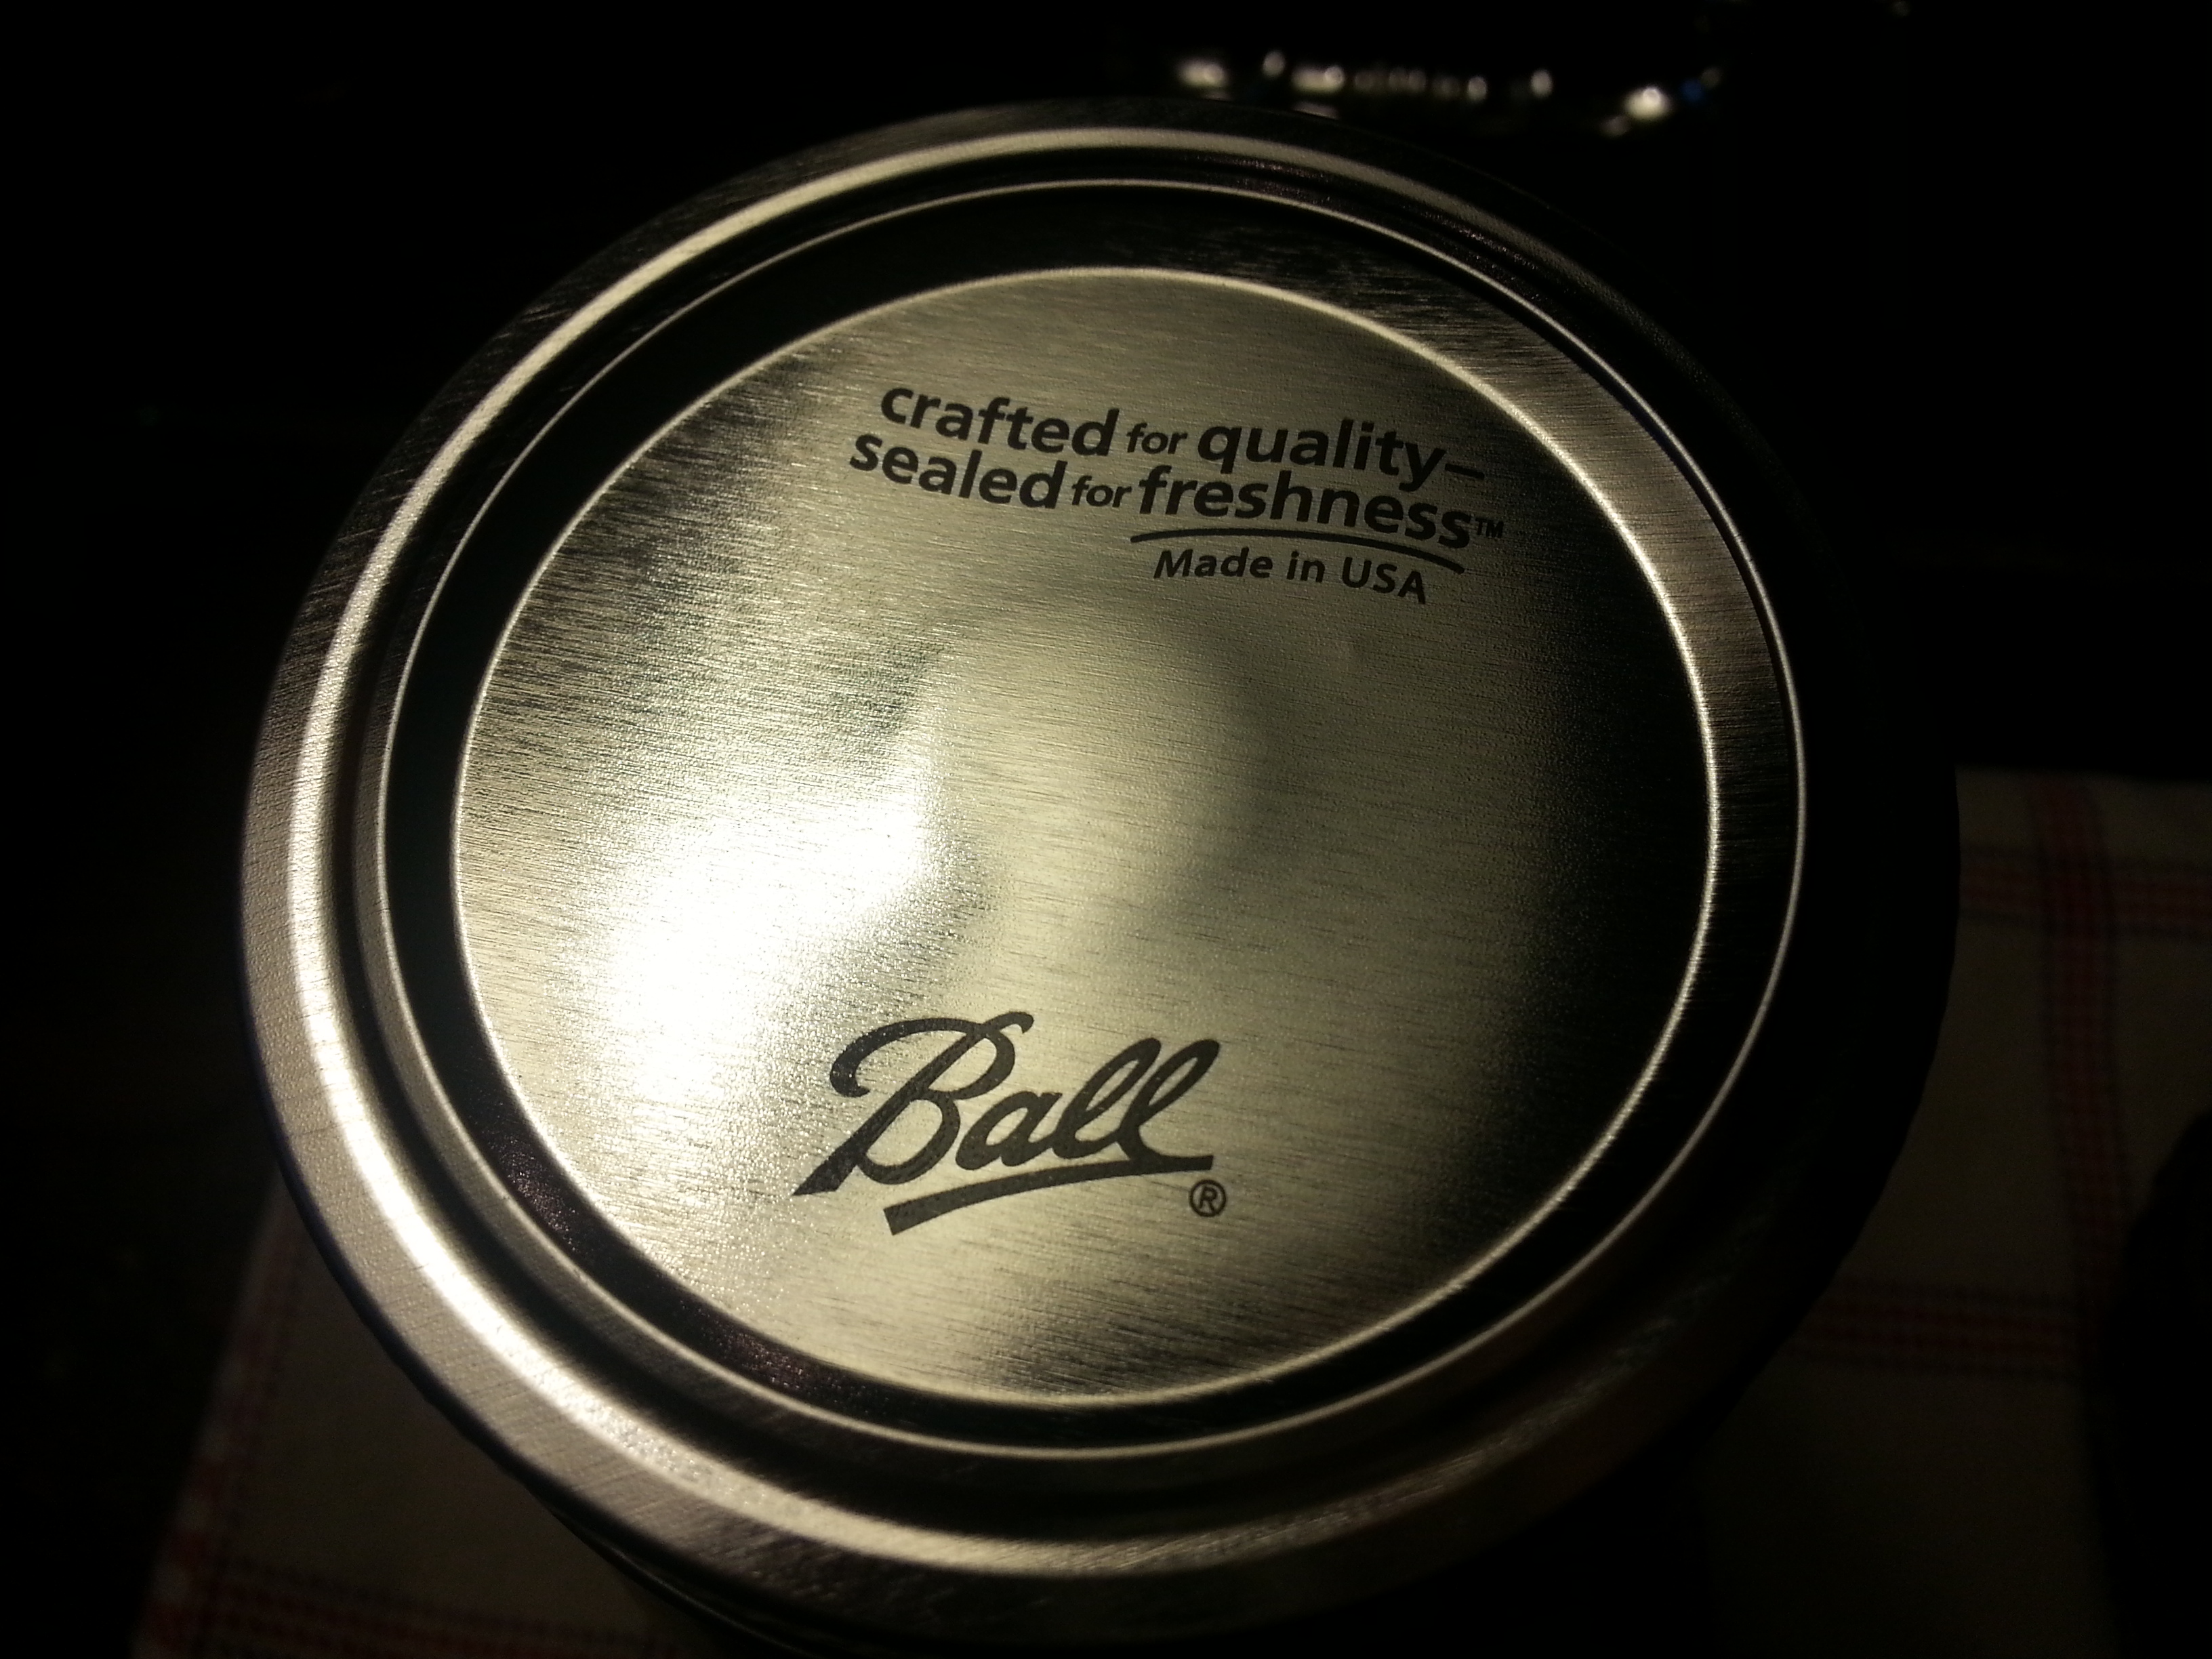 crafted for quality–
sealed for freshness™
Made in USA
Ball®